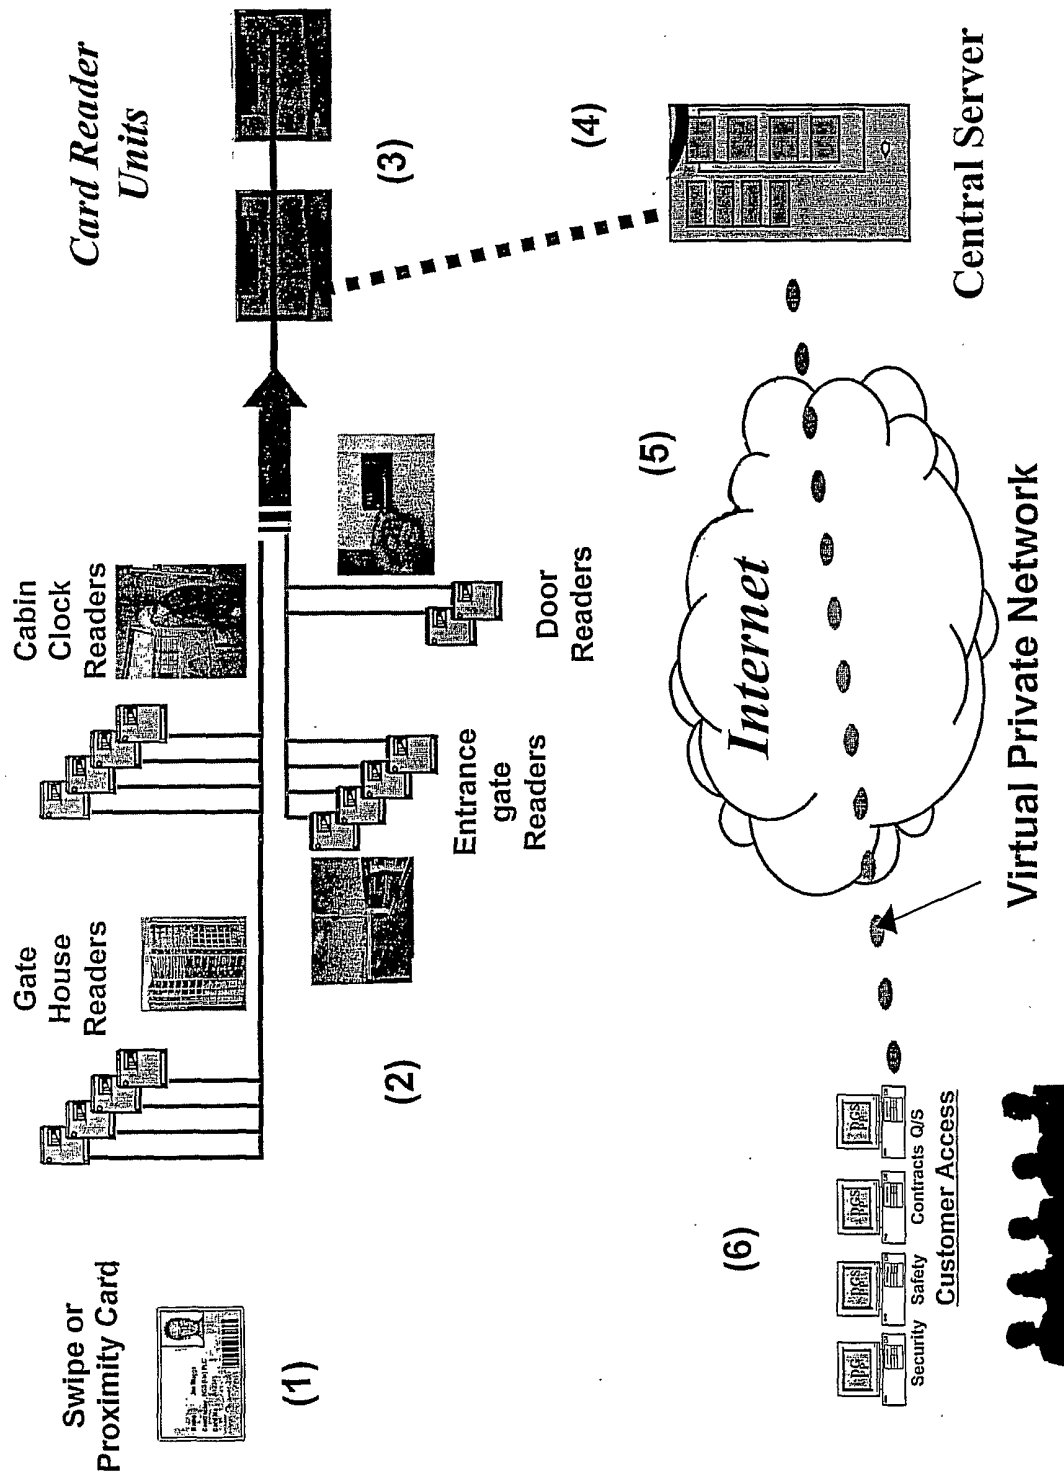 Swipe or
Proximity Card
(1)
Gate
House
Readers
Cabin
Clock
Readers
(2)
Entrance
gate
Readers
Door
Readers
Card Reader
Units
(3)
(4)
Central Server
(5)
Internet
Virtual Private Network
(6)
Security Safety Contracts Q/S
Customer Access